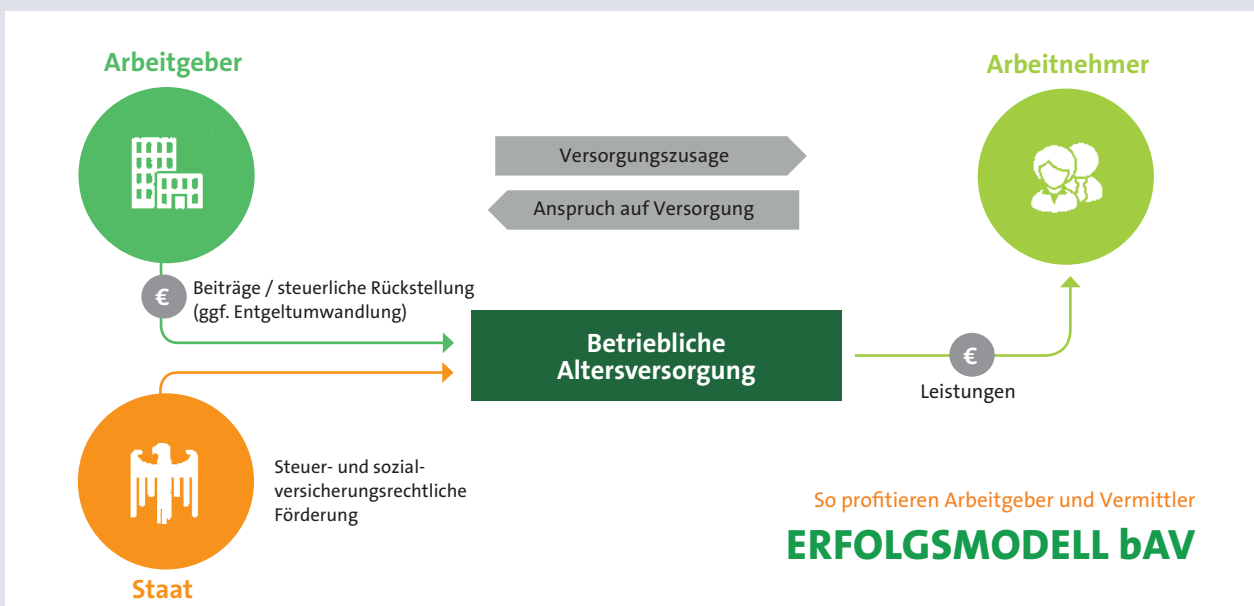 Arbeitgeber
Arbeitnehmer
Versorgungszusage
Anspruch auf Versorgung
€
Beiträge / steuerliche Rückstellung
(ggf. Entgeltumwandlung)
Betriebliche
Altersversorgung
€
Leistungen
Steuer- und sozial-
versicherungsrechtliche
Förderung
Staat
So profitieren Arbeitgeber und Vermittler
ERFOLGSMODELL bAV